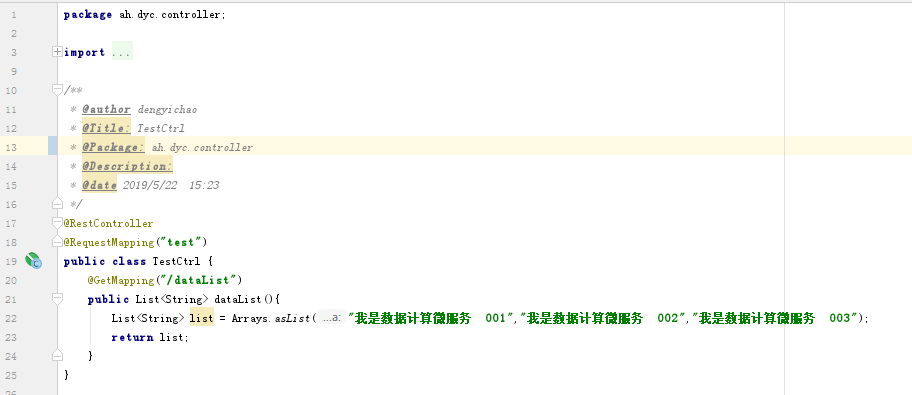 1 package ah.dyc.controller;
2
3 import ...
9
10 /**
11 * @author dengyichao
12 * @Title: TestCtrl
13 * @Package: ah.dyc.controller
14 * @Description:
15 * @date 2019/5/22  15:23
16 */
17 @RestController
18 @RequestMapping("test")
19 public class TestCtrl {
20 @GetMapping("/dataList")
21 public List<String> dataList(){
22 List<String> list = Arrays.asList( ...a: "我是数据计算微服务  001","我是数据计算微服务  002","我是数据计算微服务  003");
23 return list;
24 }
25 }
26